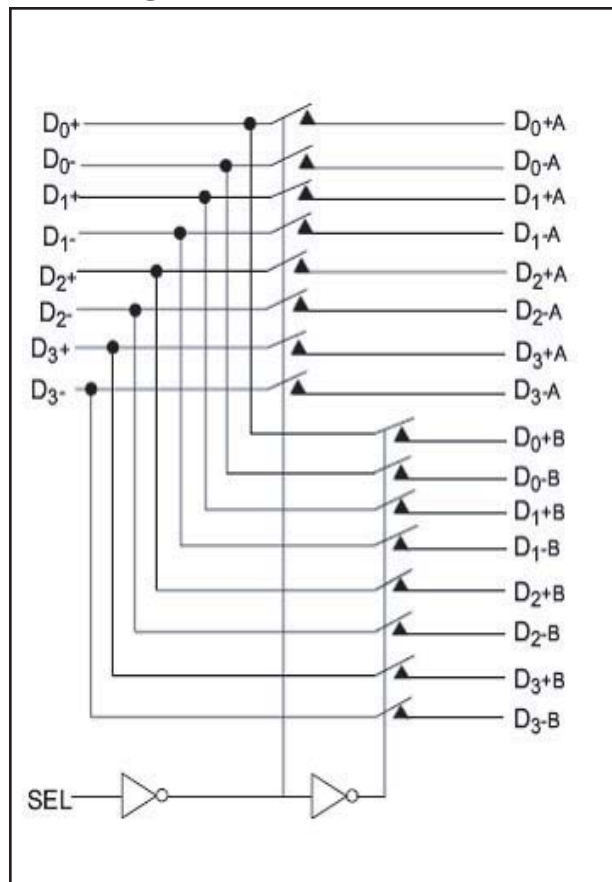 D0+
D0-
D1+
D1-
D2+
D2-
D3+
D3-
D0+A
D0-A
D1+A
D1-A
D2+A
D2-A
D3+A
D3-A
D0+B
D0-B
D1+B
D1-B
D2+B
D2-B
D3+B
D3-B
SEL